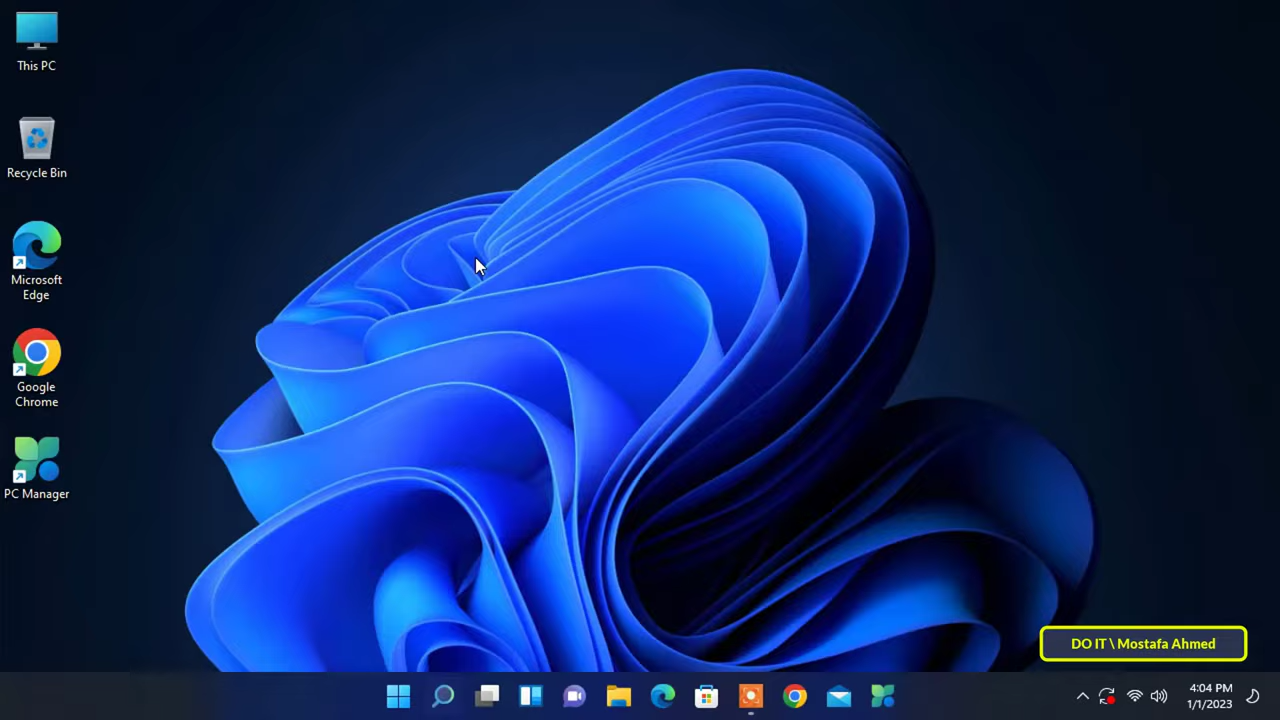 This PC
Recycle Bin
Microsoft
Edge
Google
Chrome
PC Manager
DO IT \ Mostafa Ahmed
4:04 PM
1/1/2023